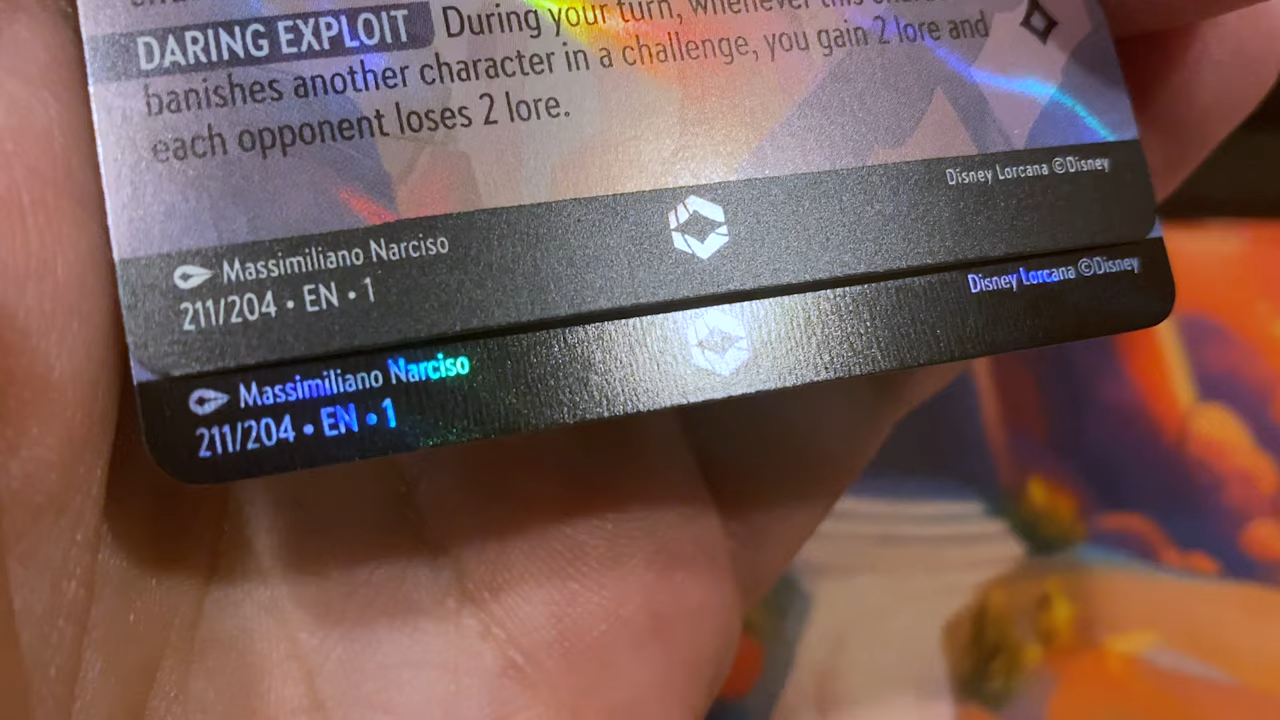 DARING EXPLOIT During your turn, whenever this
banishes another character in a challenge, you gain 2 lore and
each opponent loses 2 lore.
Disney Lorcana ©Disney
Massimiliano Narciso
211/204 • EN • 1
Disney Lorcana ©Disney
Massimiliano Narciso
211/204 • EN • 1